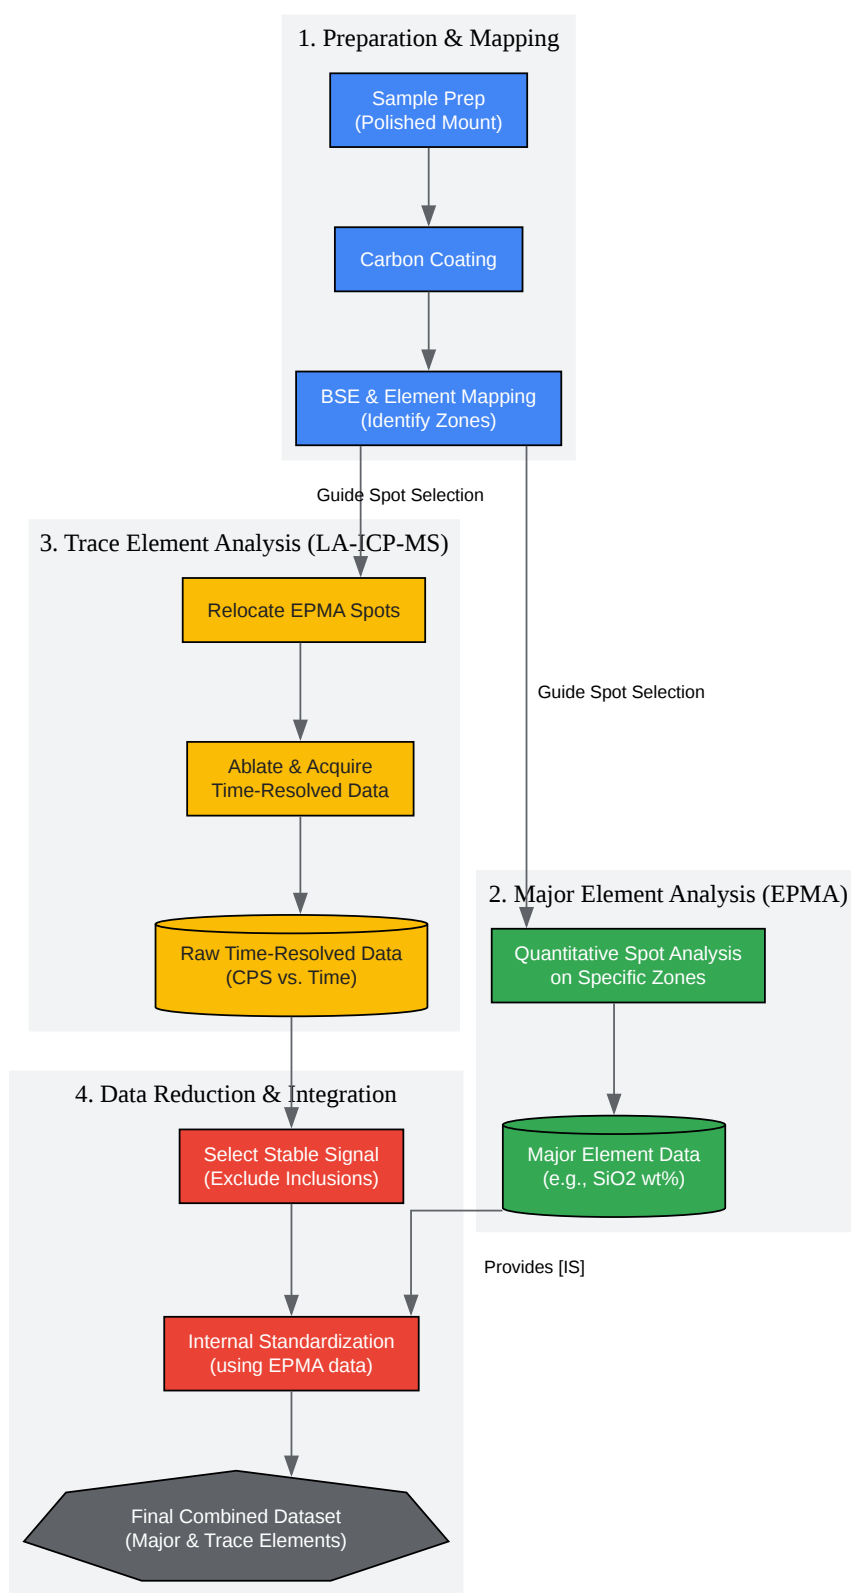 1. Preparation & Mapping
Sample Prep
(Polished Mount)
Carbon Coating
BSE & Element Mapping
(Identify Zones)
Guide Spot Selection
3. Trace Element Analysis (LA-ICP-MS)
Relocate EPMA Spots
Guide Spot Selection
Ablate & Acquire
Time-Resolved Data
2. Major Element Analysis (EPMA)
Raw Time-Resolved Data
(CPS vs. Time)
Quantitative Spot Analysis
on Specific Zones
4. Data Reduction & Integration
Select Stable Signal
(Exclude Inclusions)
Major Element Data
(e.g., SiO2 wt%)
Provides [IS]
Internal Standardization
(using EPMA data)
Final Combined Dataset
(Major & Trace Elements)